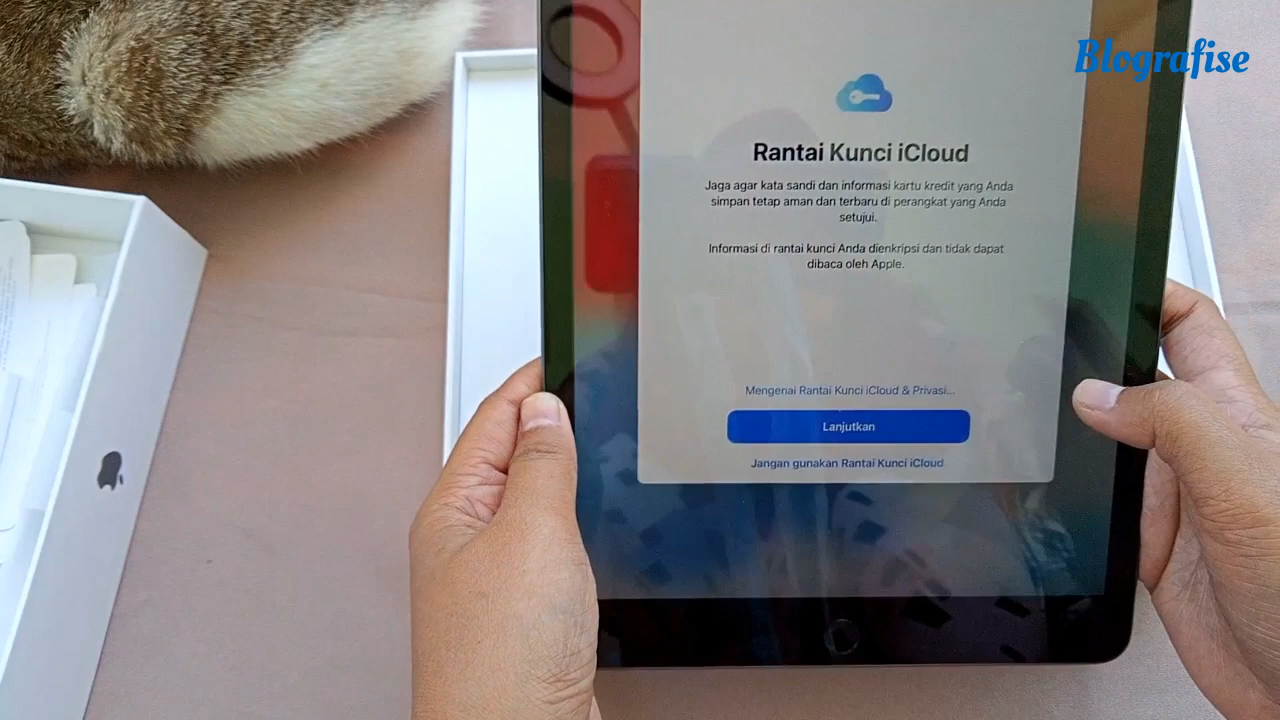 Blografise
Rantai Kunci iCloud
Jaga agar kata sandi dan informasi kartu kredit yang Anda
simpan tetap aman dan terbaru di perangkat yang Anda
setujui.
Informasi di rantai kunci Anda dienkripsi dan tidak dapat
dibaca oleh Apple.
Mengenai Rantai Kunci iCloud & Privasi...
Lanjutkan
Jangan gunakan Rantai Kunci iCloud